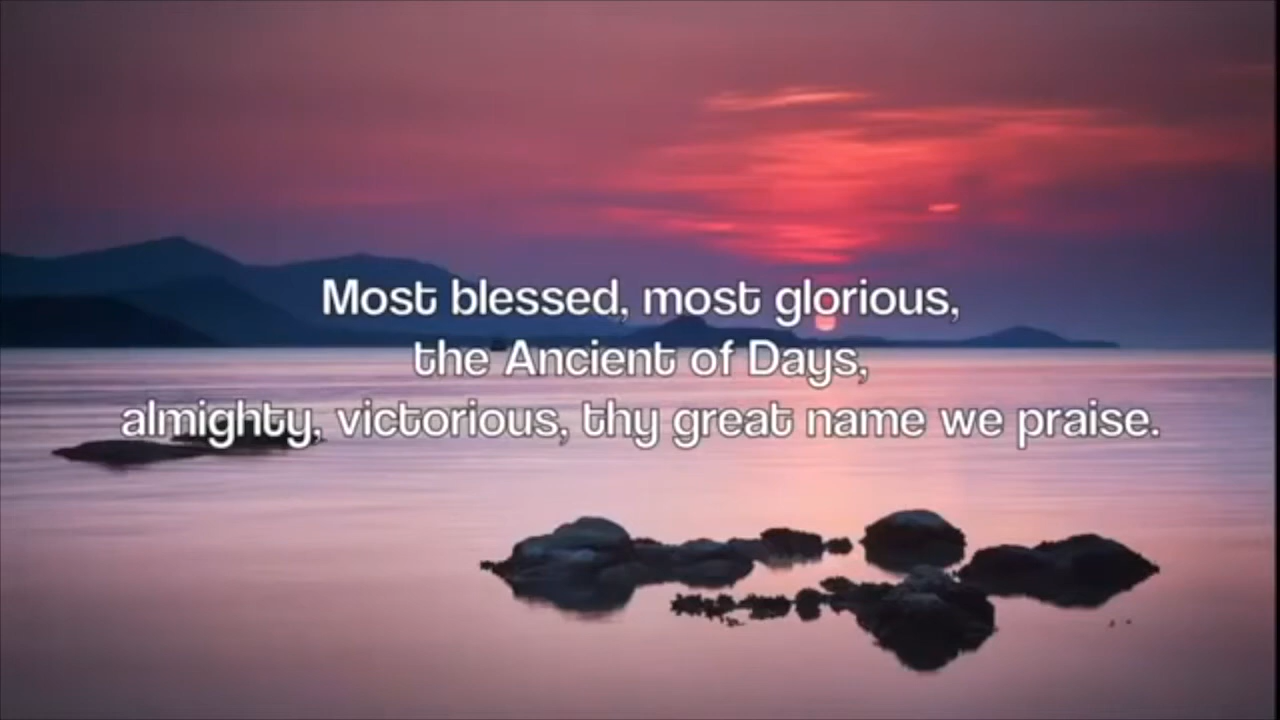 Most blessed, most glorious,
the Ancient of Days,
almighty, victorious, thy great name we praise.